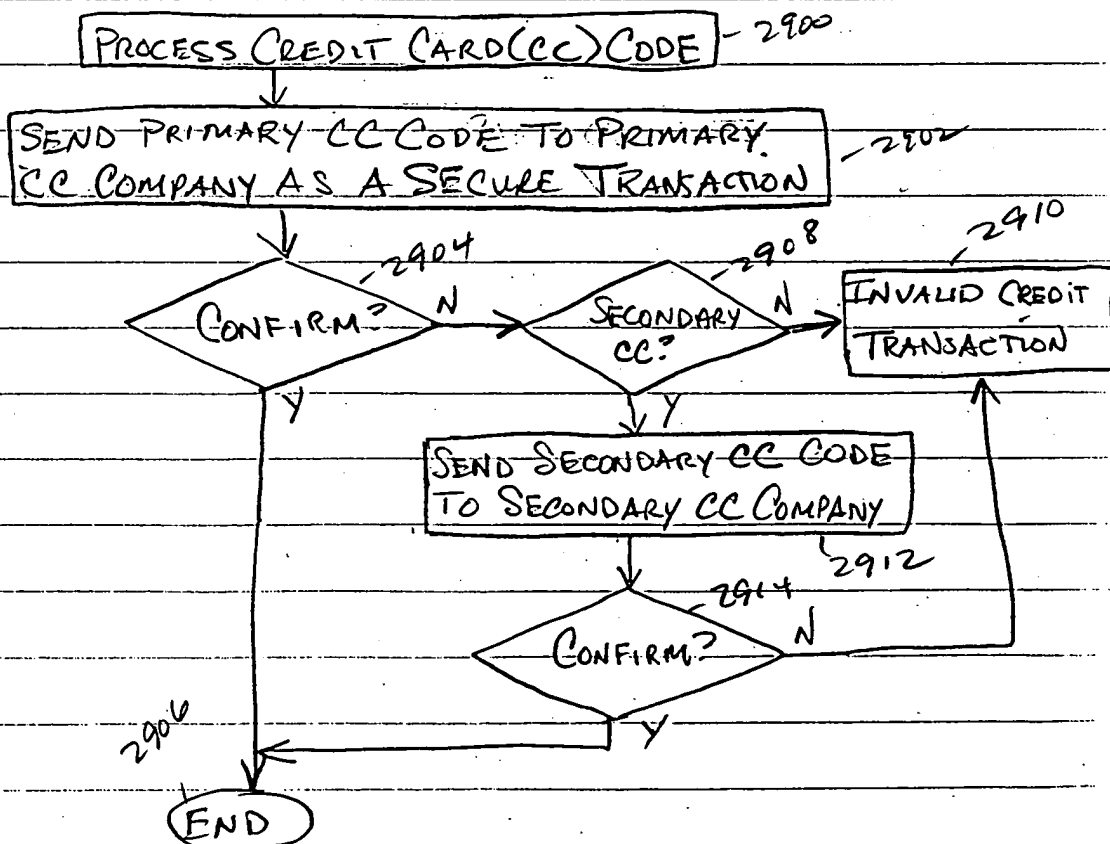 PROCESS CREDIT CARD(CC) CODE
2900
SEND PRIMARY CC CODE TO PRIMARY
CC COMPANY AS A SECURE TRANSACTION
2902
CONFIRM?
2904
N
Y
SECONDARY
CC?
2908
N
Y
INVALID CREDIT
TRANSACTION
2910
SEND SECONDARY CC CODE
TO SECONDARY CC COMPANY
2912
CONFIRM?
2914
N
Y
2906
END